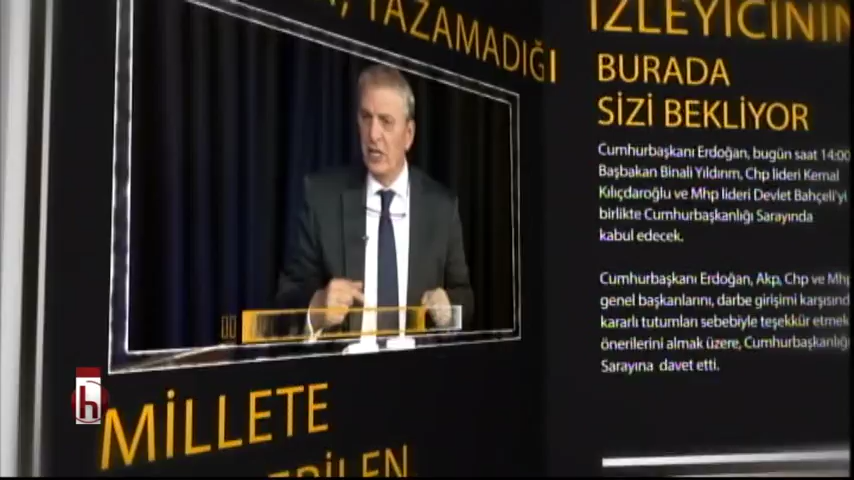 YAZAMADIĞI
MİLLETE
İZLEYİCİNİN
BURADA
SİZİ BEKLİYOR
Cumhurbaşkanı Erdoğan, bugün saat 14:00
Başbakan Binali Yıldırım, Chp lideri Kemal
Kılıçdaroğlu ve Mhp lideri Devlet Bahçeli'yi
birlikte Cumhurbaşkanlığı Sarayında
kabul edecek.
Cumhurbaşkanı Erdoğan, Akp, Chp ve Mhp
genel başkanlarını, darbe girişimi karşısınd
kararlı tutumları sebebiyle teşekkür etmek
önerilerini almak üzere, Cumhurbaşkanlığı
Sarayına davet etti.
h